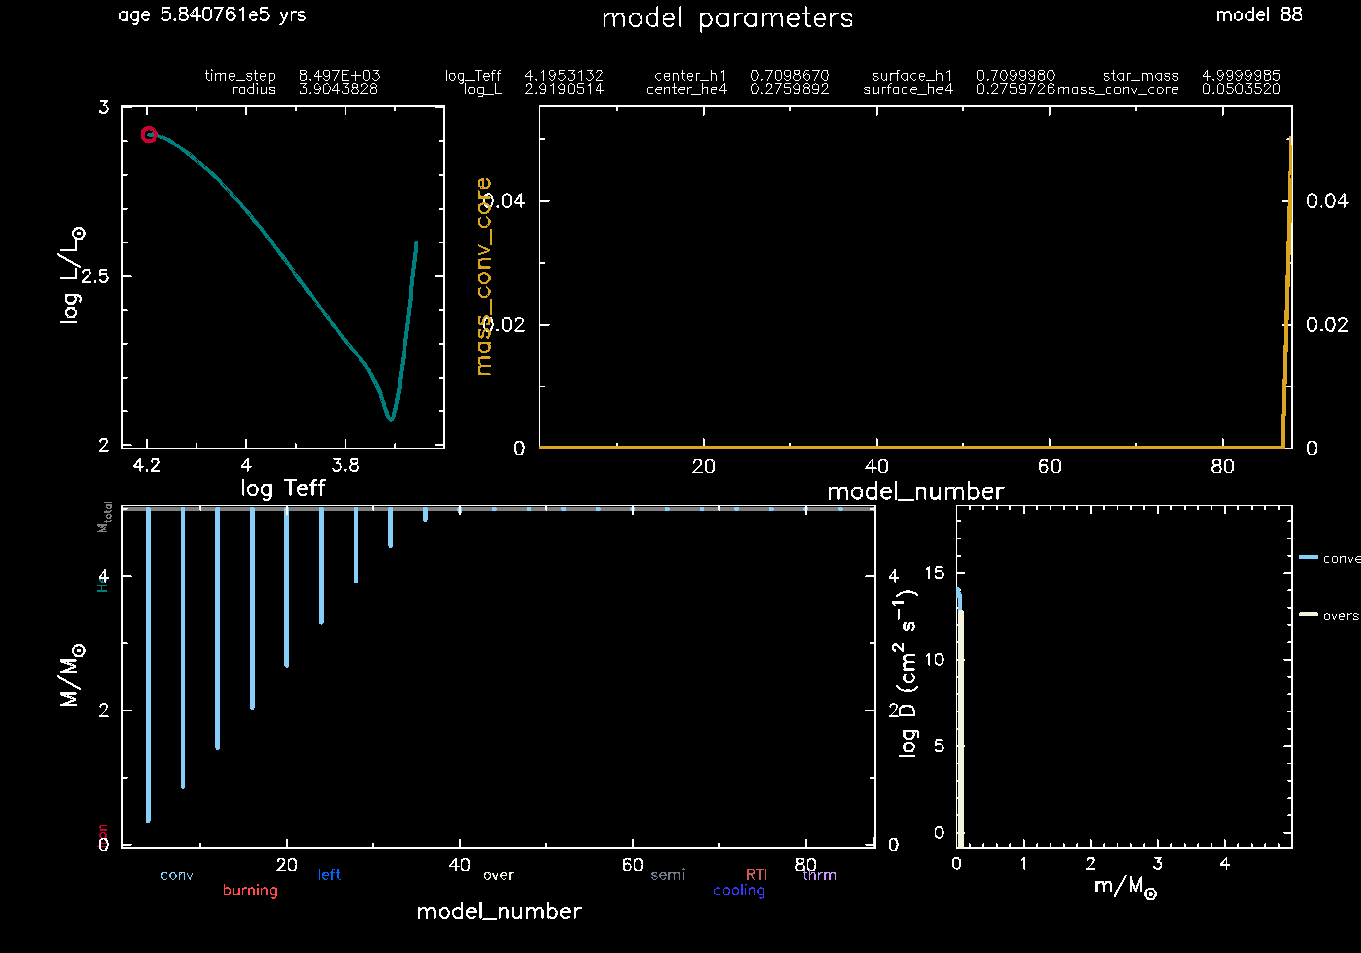 age 5.840761e5 yrs
model parameters
model 88
time_step 8.497E+03 log_Teff 4.1953132 center_h1 0.7098670 surface_h1 0.7099980 star_mass 4.9999985
radius 3.9043828 log_L 2.9190514 center_he4 0.2759892 surface_he4 0.2759726 mass_conv_core 0.0503520
3
2.5
2
log L/L⊙
4.2 4 3.8
log Teff
mass_conv_core
0.04 0.04
0.02 0.02
0 0
20 40 60 80
model_number
M_total
He
M/M⊙
4 4
2 2
0 0
20 40 60 80
conv left over semi RTI thrm
burning cooling
model_number
log D (cm² s⁻¹)
15
10
5
0
0 1 2 3 4
m/M⊙
conve
overs